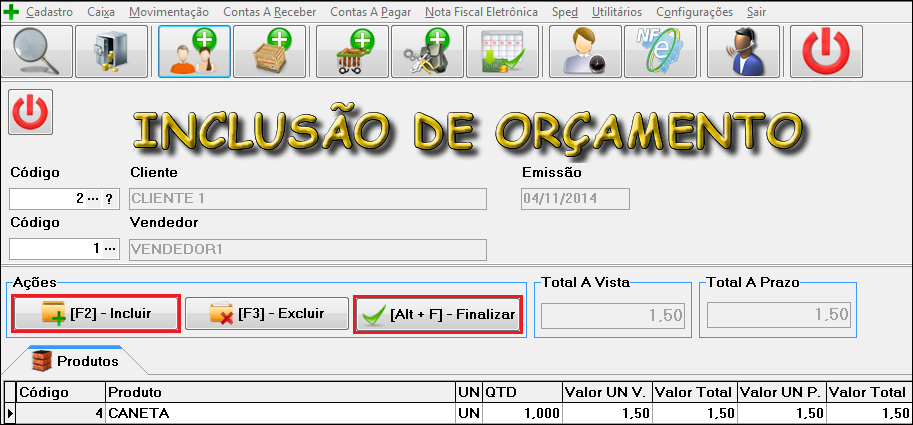 Cadastro Caixa Movimentação Contas A Receber Contas A Pagar Nota Fiscal Eletrônica Sped Utilitários Configurações Sair
NF
INCLUSÃO DE ORÇAMENTO
Código Cliente Emissão
2 ... ? CLIENTE 1 04/11/2014
Código Vendedor
1 ... VENDEDOR1
Ações Total A Vista Total A Prazo
[F2] - Incluir [F3] - Excluir [Alt + F] - Finalizar 1,50 1,50
Produtos
Código Produto UN QTD Valor UN V. Valor Total Valor UN P. Valor Total
4 CANETA UN 1,000 1,50 1,50 1,50 1,50